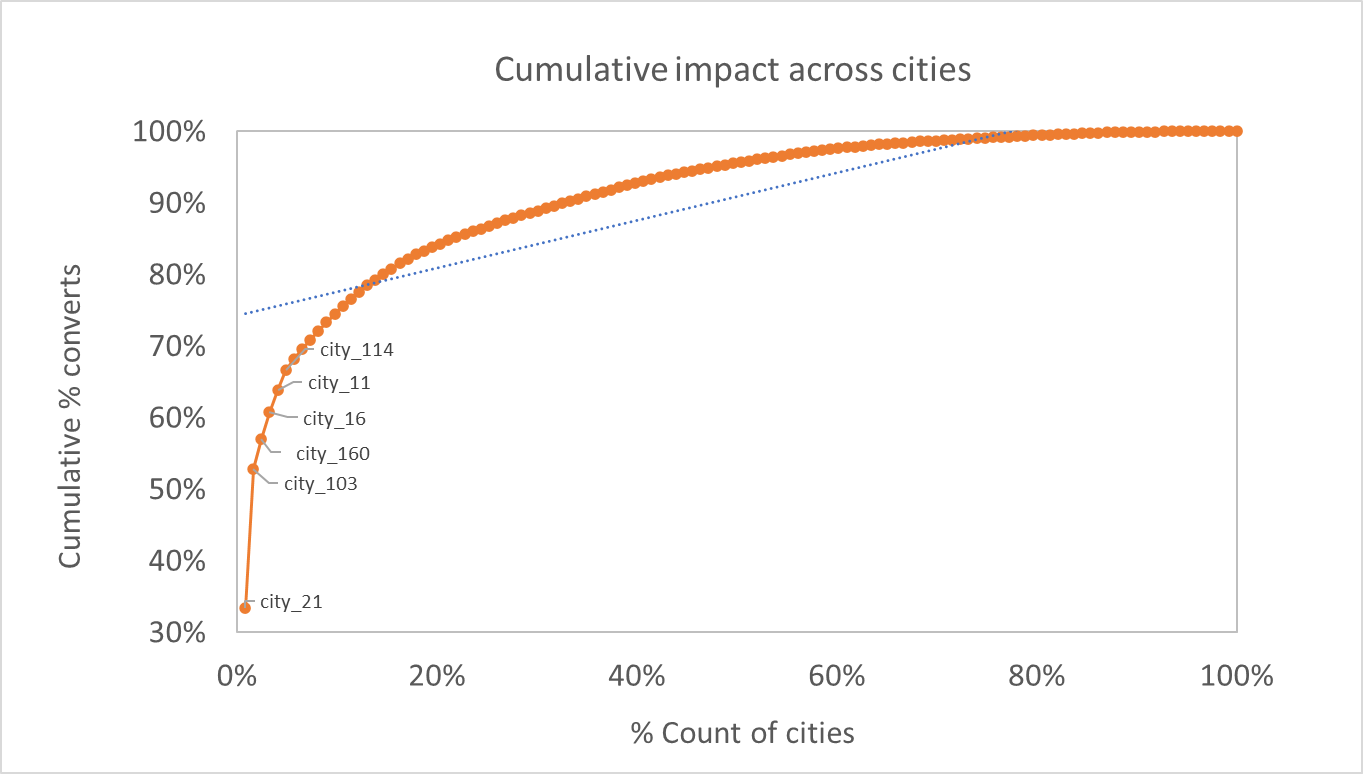 Cumulative impact across cities
100%
90%
80%
70%
60%
50%
40%
30%
Cumulative % converts
city_114
city_11
city_16
city_160
city_103
city_21
0%
20%
40%
60%
80%
100%
% Count of cities